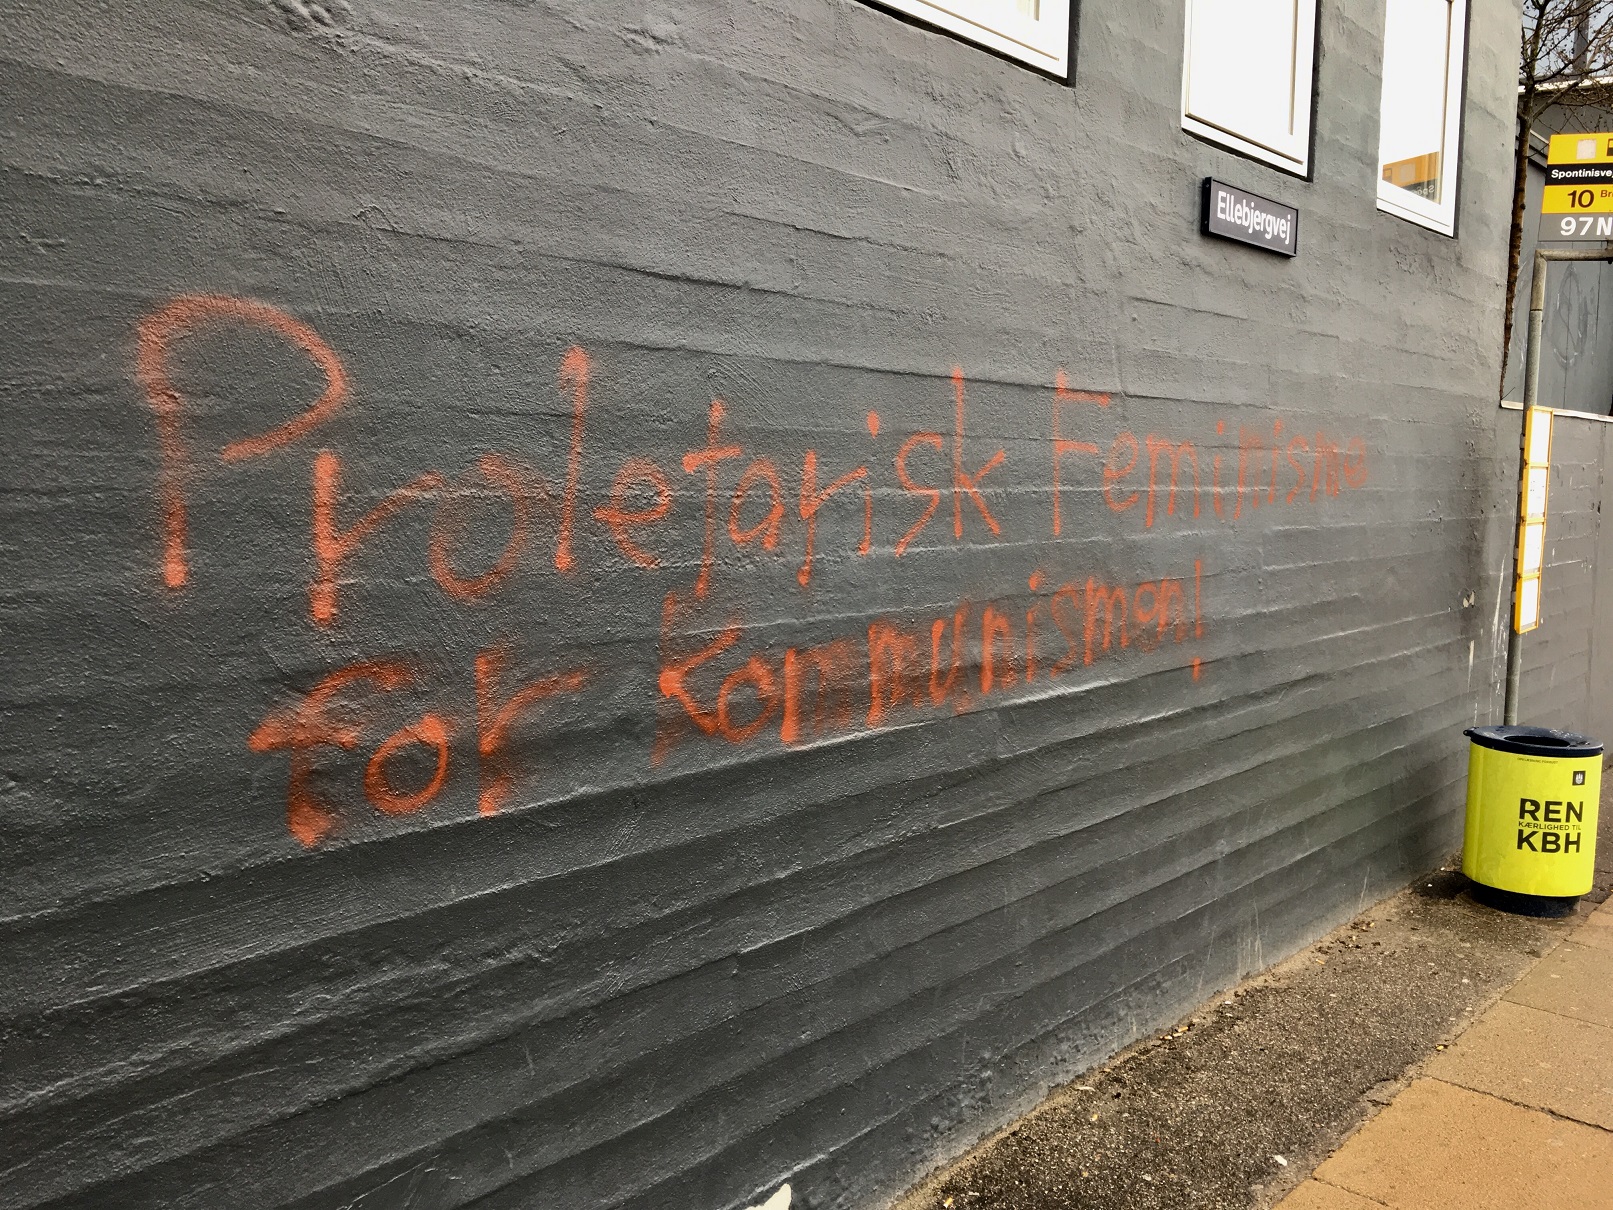 Proletarisk Feminisme
for Kommunismen!
Ellebjergvej
10
97N
REN
KÆRLIGHED TIL
KBH